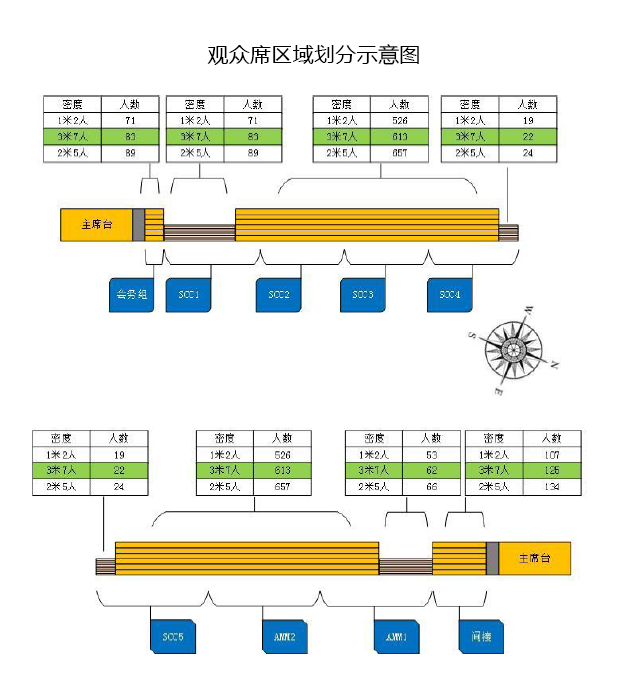 观众席区域划分示意图
密度 人数
1米2人 71
3米7人 83
2米5人 89
密度 人数
1米2人 71
3米7人 83
2米5人 89
密度 人数
1米2人 526
3米7人 613
2米5人 657
密度 人数
1米2人 19
3米7人 22
2米5人 24
主席台
会务组 SCC1 SCC2 SCC3 SCC4
W
S
N
E
密度 人数
1米2人 19
3米7人 22
2米5人 24
密度 人数
1米2人 526
3米7人 613
2米5人 657
密度 人数
1米2人 53
3米7人 62
2米5人 66
密度 人数
1米2人 107
3米7人 125
2米5人 134
主席台
SCC5 AMM2 AMM1